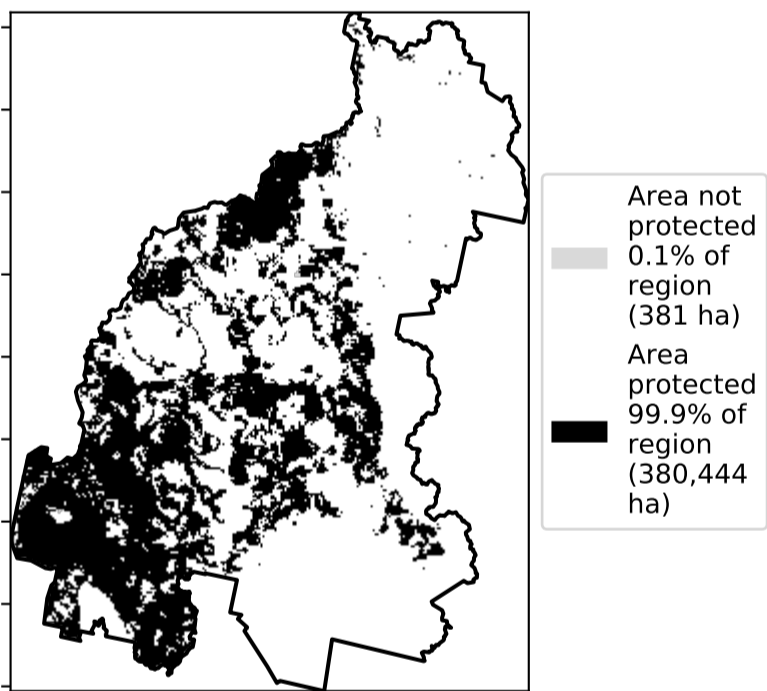 Area not
protected
0.1% of
region
(381 ha)
Area
protected
99.9% of
region
(380,444
ha)